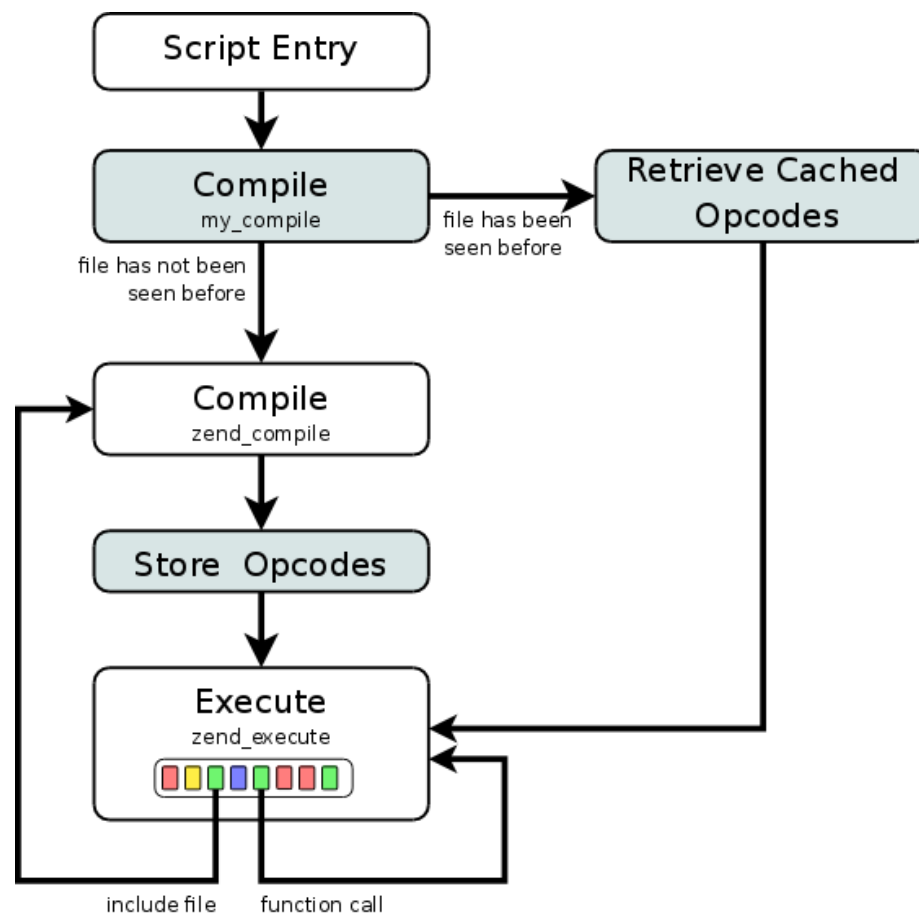 Script Entry
Compile
my_compile
Retrieve Cached
Opcodes
file has been
seen before
file has not been
seen before
Compile
zend_compile
Store Opcodes
Execute
zend_execute
include file
function call